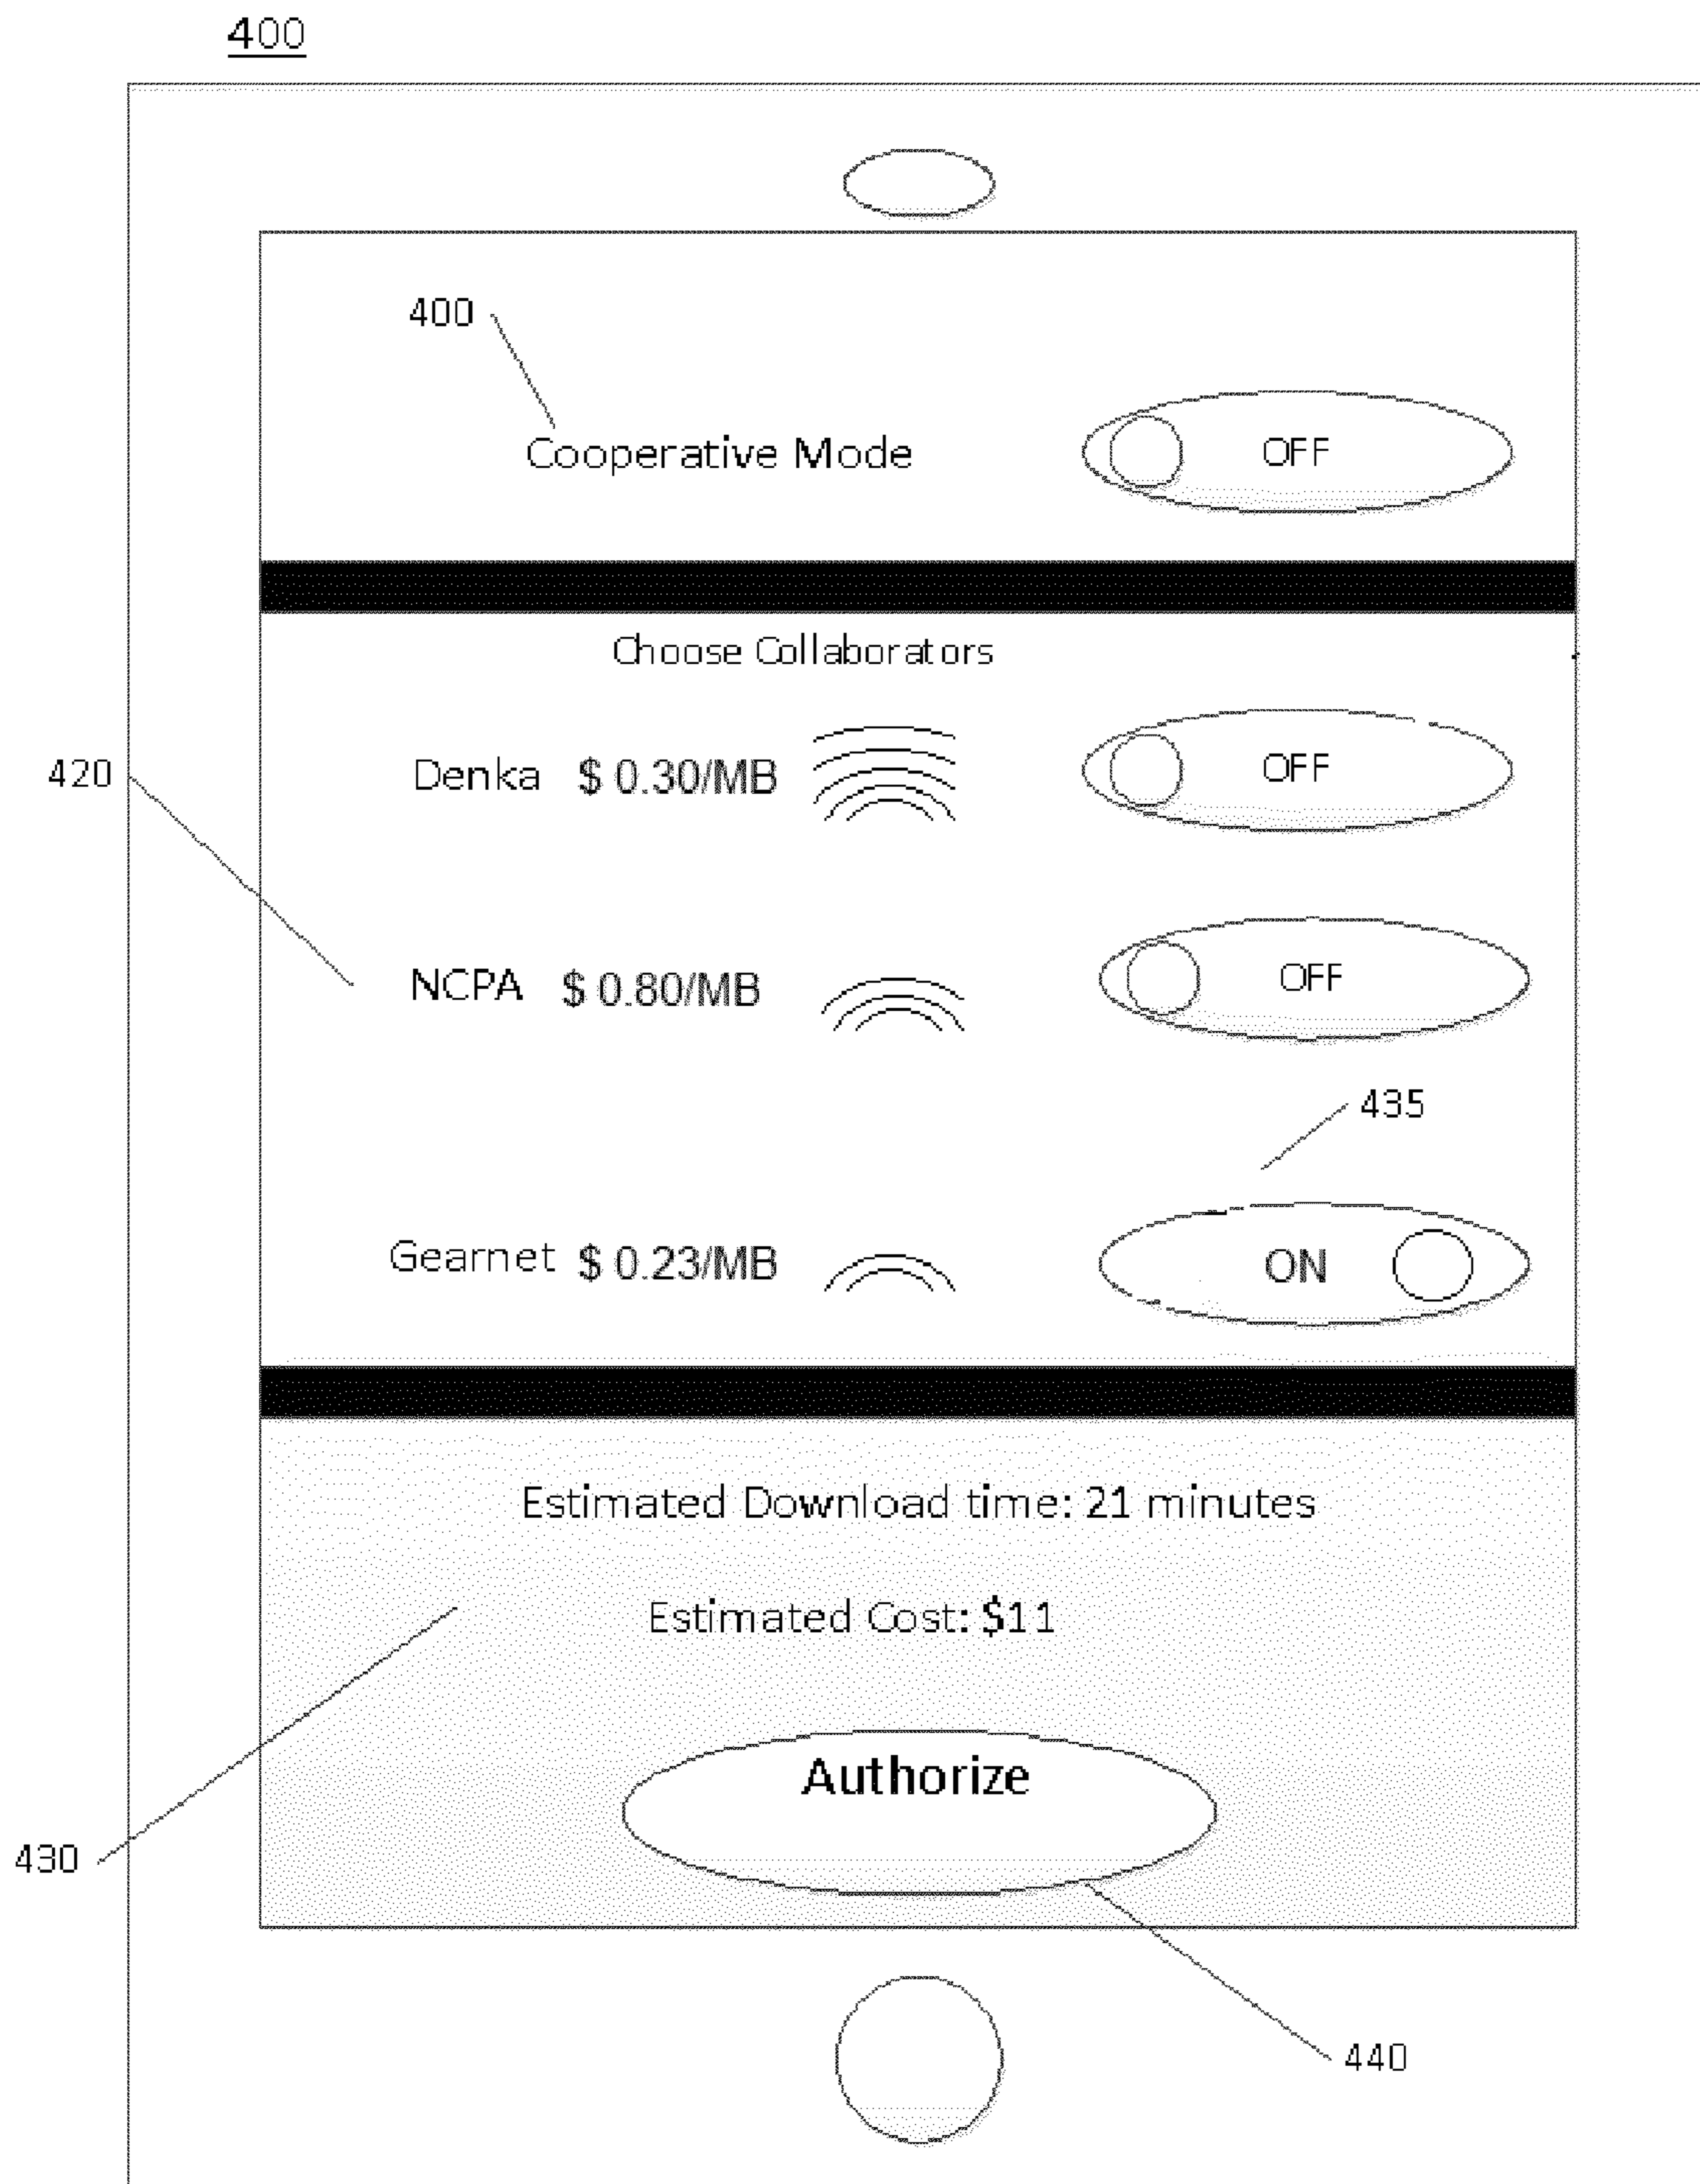 400
400
Cooperative Mode OFF
Choose Collaborators
420
Denka $ 0.30/MB OFF
NCPA $ 0.80/MB OFF
435
Gearnet $ 0.23/MB ON
Estimated Download time: 21 minutes
Estimated Cost: $11
Authorize
430
440